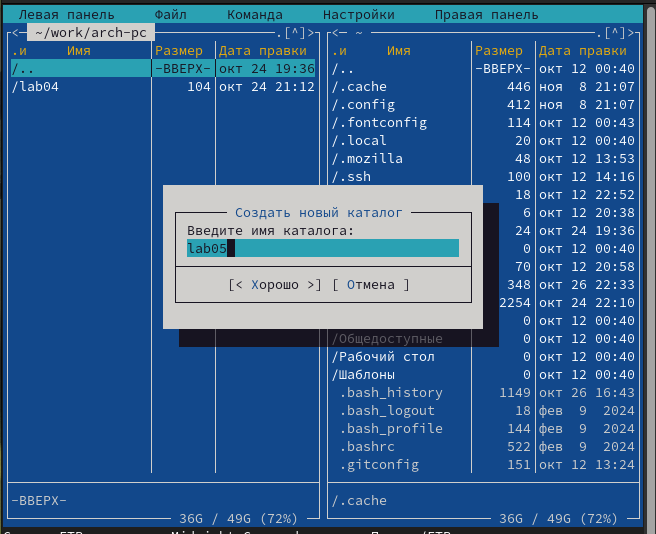 Левая панель Файл Команда Настройки Правая панель
<─ ~/work/arch-pc .[^]> <─ ~ .[^]>
.и Имя Размер Дата правки .и Имя Размер Дата правки
/.. -ВВЕРХ- окт 24 19:36 /.. -ВВЕРХ- окт 12 00:40
/lab04 104 окт 24 21:12 /.cache 446 ноя 8 21:07
/.config 412 ноя 8 21:07
/.fontconfig 114 окт 12 00:43
/.local 20 окт 12 00:40
/.mozilla 48 окт 12 13:53
/.ssh 100 окт 12 14:16
18 окт 12 22:52
Создать новый каталог 6 окт 12 20:38
Введите имя каталога: 24 окт 24 19:36
lab05 0 окт 12 00:40
70 окт 12 20:58
[< Хорошо >] [ Отмена ] 348 окт 26 22:33
2254 окт 24 22:10
0 окт 12 00:40
/Общедоступные 0 окт 12 00:40
/Рабочий стол 0 окт 12 00:40
/Шаблоны 0 окт 12 00:40
.bash_history 1149 окт 26 16:43
.bash_logout 18 фев 9 2024
.bash_profile 144 фев 9 2024
.bashrc 522 фев 9 2024
.gitconfig 151 окт 12 13:24
-ВВЕРХ- /.cache
36G / 49G (72%) 36G / 49G (72%)